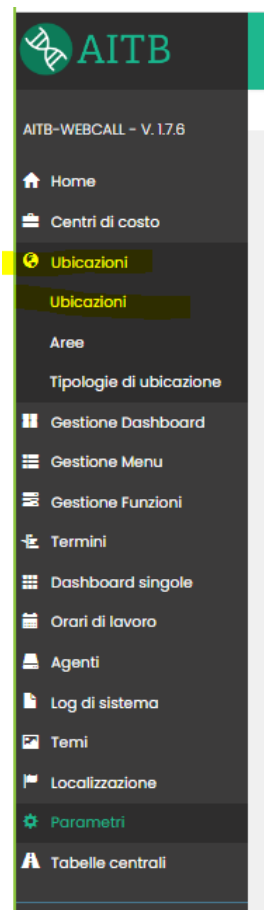 AITB
AITB-WEBCALL - V. 1.7.6
Home
Centri di costo
Ubicazioni
Ubicazioni
Aree
Tipologie di ubicazione
Gestione Dashboard
Gestione Menu
Gestione Funzioni
Termini
Dashboard singole
Orari di lavoro
Agenti
Log di sistema
Temi
Localizzazione
Parametri
Tabelle centrali